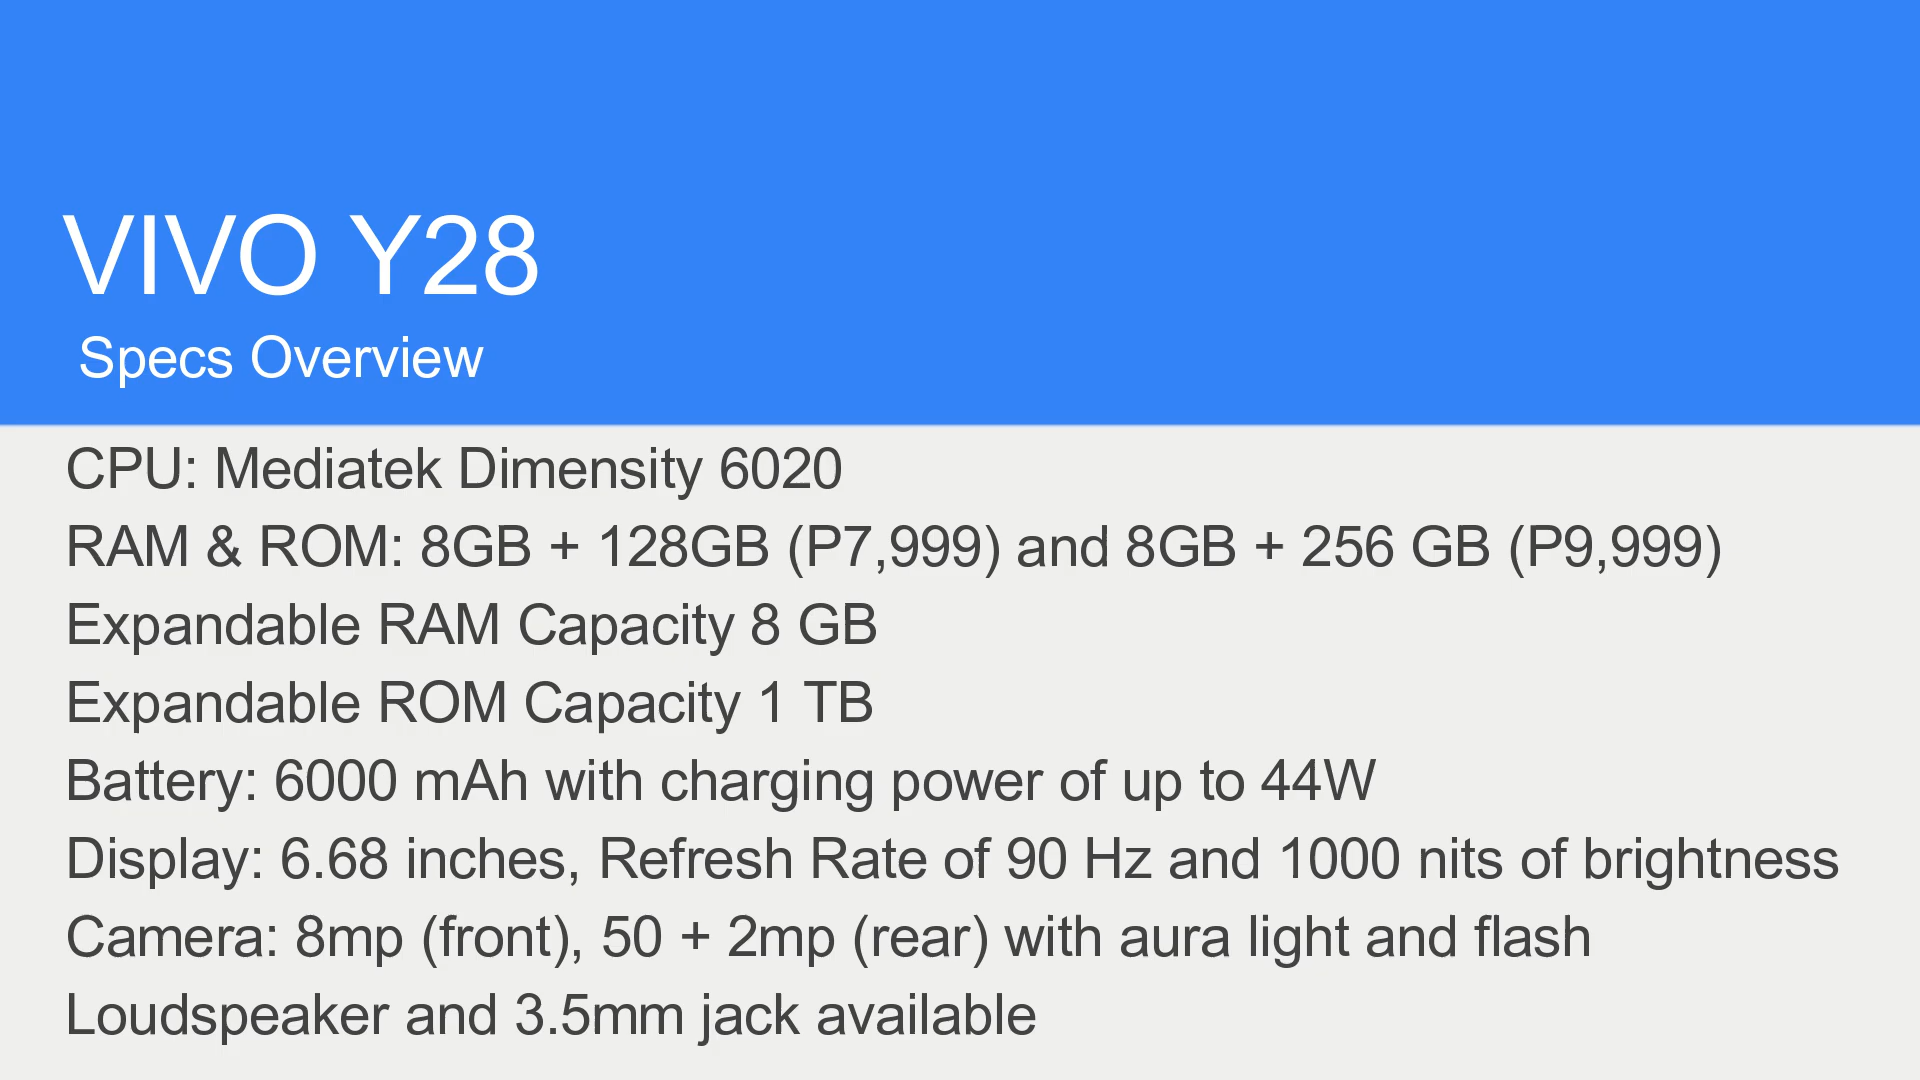 VIVO Y28
Specs Overview
CPU: Mediatek Dimensity 6020
RAM & ROM: 8GB + 128GB (P7,999) and 8GB + 256 GB (P9,999)
Expandable RAM Capacity 8 GB
Expandable ROM Capacity 1 TB
Battery: 6000 mAh with charging power of up to 44W
Display: 6.68 inches, Refresh Rate of 90 Hz and 1000 nits of brightness
Camera: 8mp (front), 50 + 2mp (rear) with aura light and flash
Loudspeaker and 3.5mm jack available